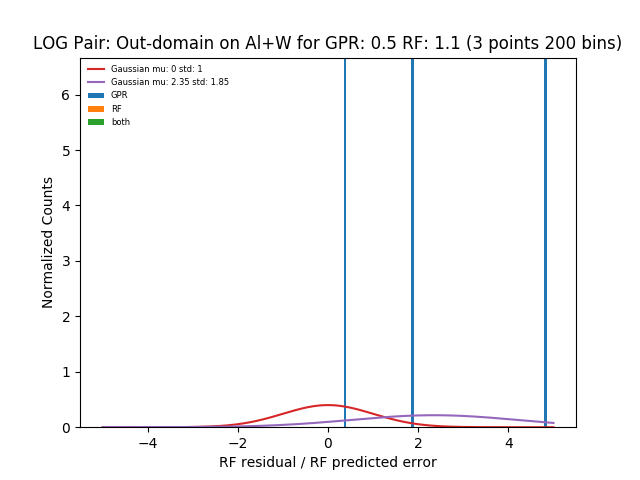 LOG Pair: Out-domain on Al+W for GPR: 0.5 RF: 1.1 (3 points 200 bins)
Gaussian mu: 0 std: 1
Gaussian mu: 2.35 std: 1.85
GPR
RF
both
6
5
4
3
2
1
0
Normalized Counts
−4
−2
0
2
4
RF residual / RF predicted error